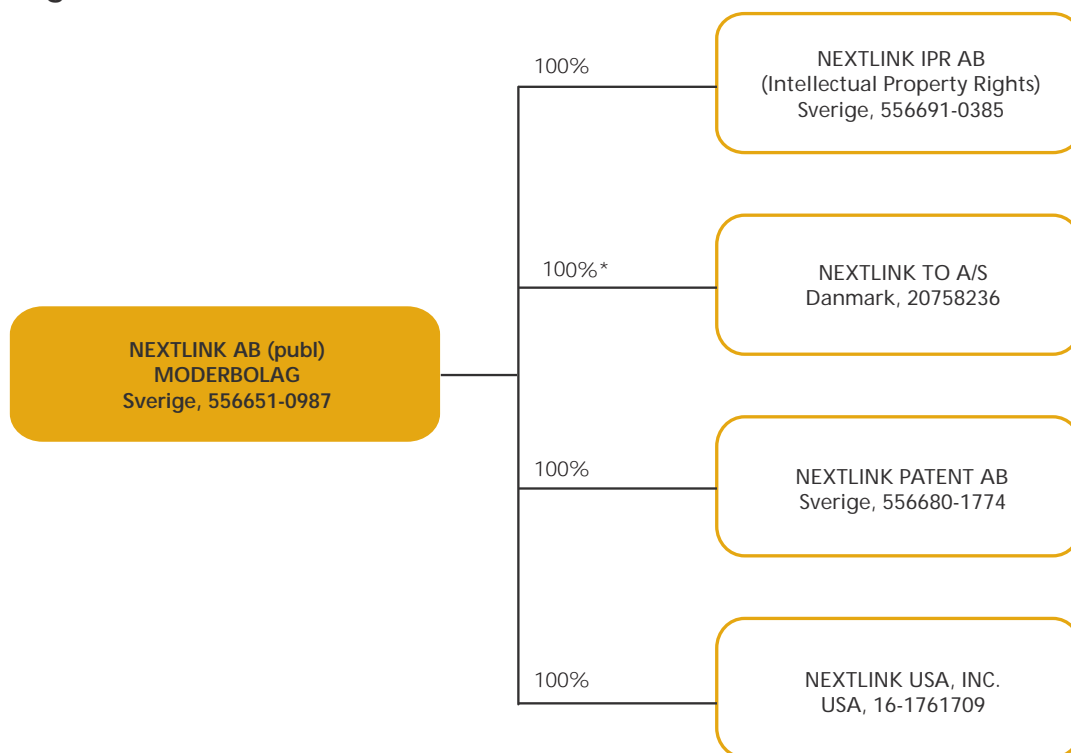 100%
NEXTLINK IPR AB
(Intellectual Property Rights)
Sverige, 556691-0385
100%*
NEXTLINK TO A/S
Danmark, 20758236
NEXTLINK AB (publ)
MODERBOLAG
Sverige, 556651-0987
100%
NEXTLINK PATENT AB
Sverige, 556680-1774
100%
NEXTLINK USA, INC.
USA, 16-1761709